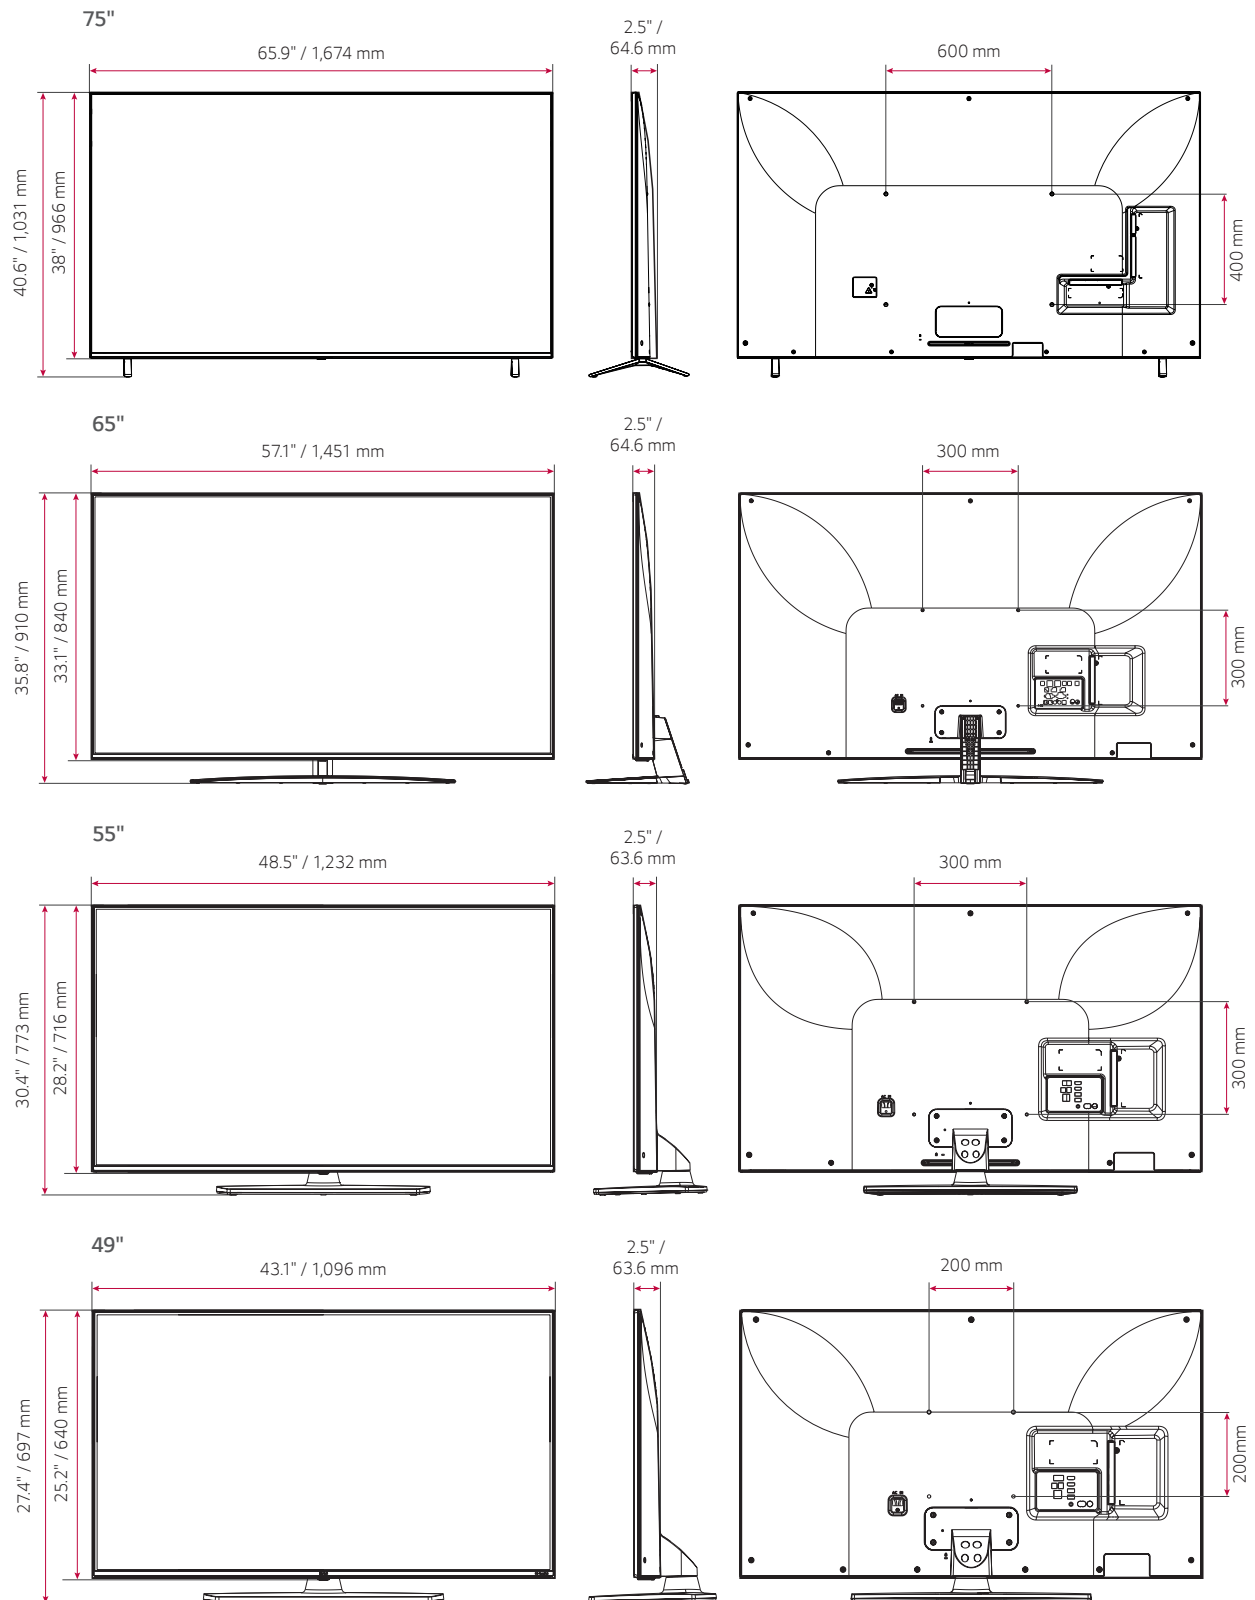 75"
65.9" / 1,674 mm
2.5" /
64.6 mm
600 mm
40.6" / 1,031 mm
38" / 966 mm
400 mm
65"
57.1" / 1,451 mm
2.5" /
64.6 mm
300 mm
35.8" / 910 mm
33.1" / 840 mm
300 mm
55"
48.5" / 1,232 mm
2.5" /
63.6 mm
300 mm
30.4" / 773 mm
28.2" / 716 mm
300 mm
49"
43.1" / 1,096 mm
2.5" /
63.6 mm
200 mm
27.4" / 697 mm
25.2" / 640 mm
200mm